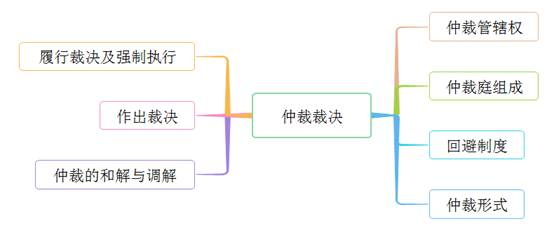 仲裁裁决
仲裁管辖权
仲裁庭组成
回避制度
仲裁形式
履行裁决及强制执行
作出裁决
仲裁的和解与调解